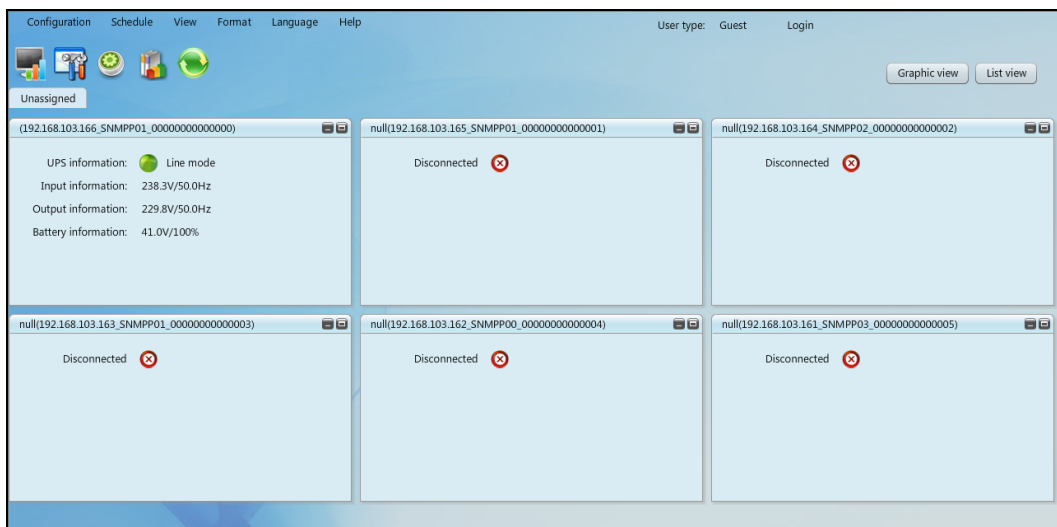 Configuration Schedule View Format Language Help User type: Guest Login
Graphic view List view
Unassigned
(192.168.103.166_SNMPP01_00000000000000)
UPS information: Line mode
Input information: 238.3V/50.0Hz
Output information: 229.8V/50.0Hz
Battery information: 41.0V/100%
null(192.168.103.165_SNMPP01_00000000000001)
Disconnected
null(192.168.103.164_SNMPP02_00000000000002)
Disconnected
null(192.168.103.163_SNMPP01_00000000000003)
Disconnected
null(192.168.103.162_SNMPP00_00000000000004)
Disconnected
null(192.168.103.161_SNMPP03_00000000000005)
Disconnected